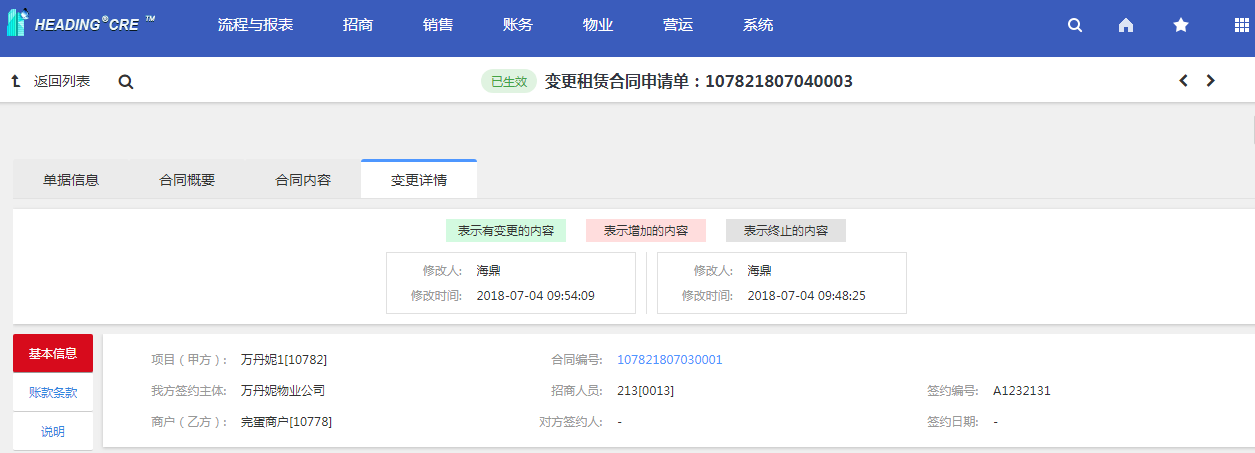 HEADING®CRE ™ 流程与报表 招商 销售 账务 物业 营运 系统
返回列表 已生效 变更租赁合同申请单：107821807040003
单据信息 合同概要 合同内容 变更详情
表示有变更的内容 表示增加的内容 表示终止的内容
修改人: 海鼎 修改人: 海鼎
修改时间: 2018-07-04 09:54:09 修改时间: 2018-07-04 09:48:25
基本信息 项目（甲方）: 万丹妮1[10782] 合同编号: 107821807030001
账款条款 我方签约主体: 万丹妮物业公司 招商人员: 213[0013] 签约编号: A1232131
说明 商户（乙方）: 完蛋商户[10778] 对方签约人: - 签约日期: -